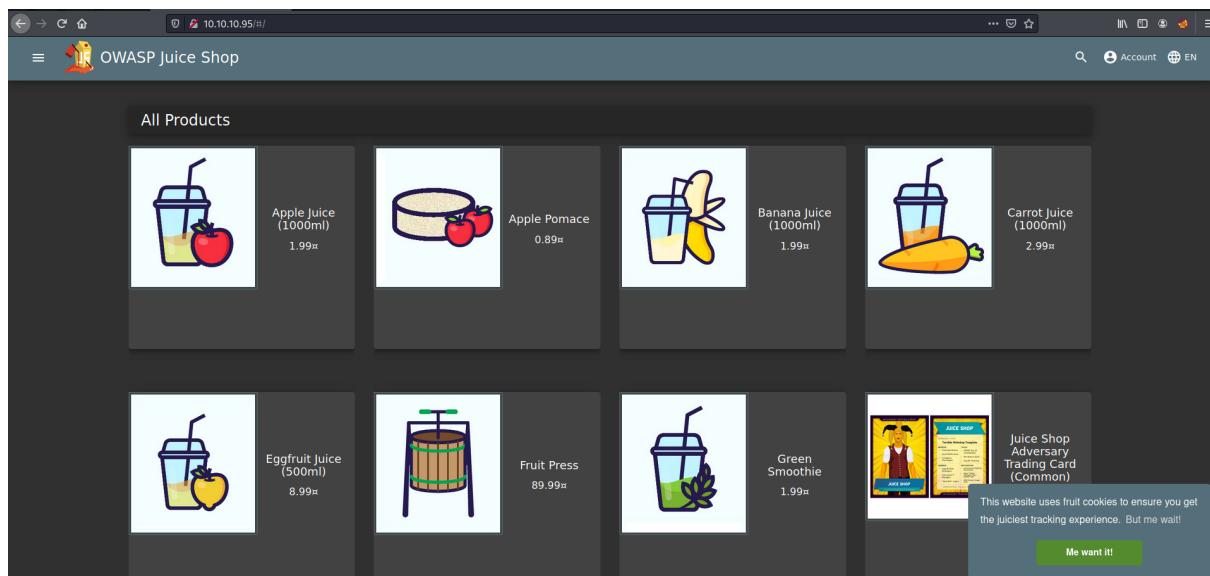 10.10.10.95/#/
OWASP Juice Shop
Account
EN
All Products
Apple Juice
(1000ml)
1.99¤
Apple Pomace
0.89¤
Banana Juice
(1000ml)
1.99¤
Carrot Juice
(1000ml)
2.99¤
Eggfruit Juice
(500ml)
8.99¤
Fruit Press
89.99¤
Green
Smoothie
1.99¤
JUICE SHOP
JUICE SHOP
Juice Shop
Adversary
Trading Card
(Common)
This website uses fruit cookies to ensure you get
the juiciest tracking experience. But me wait!
Me want it!